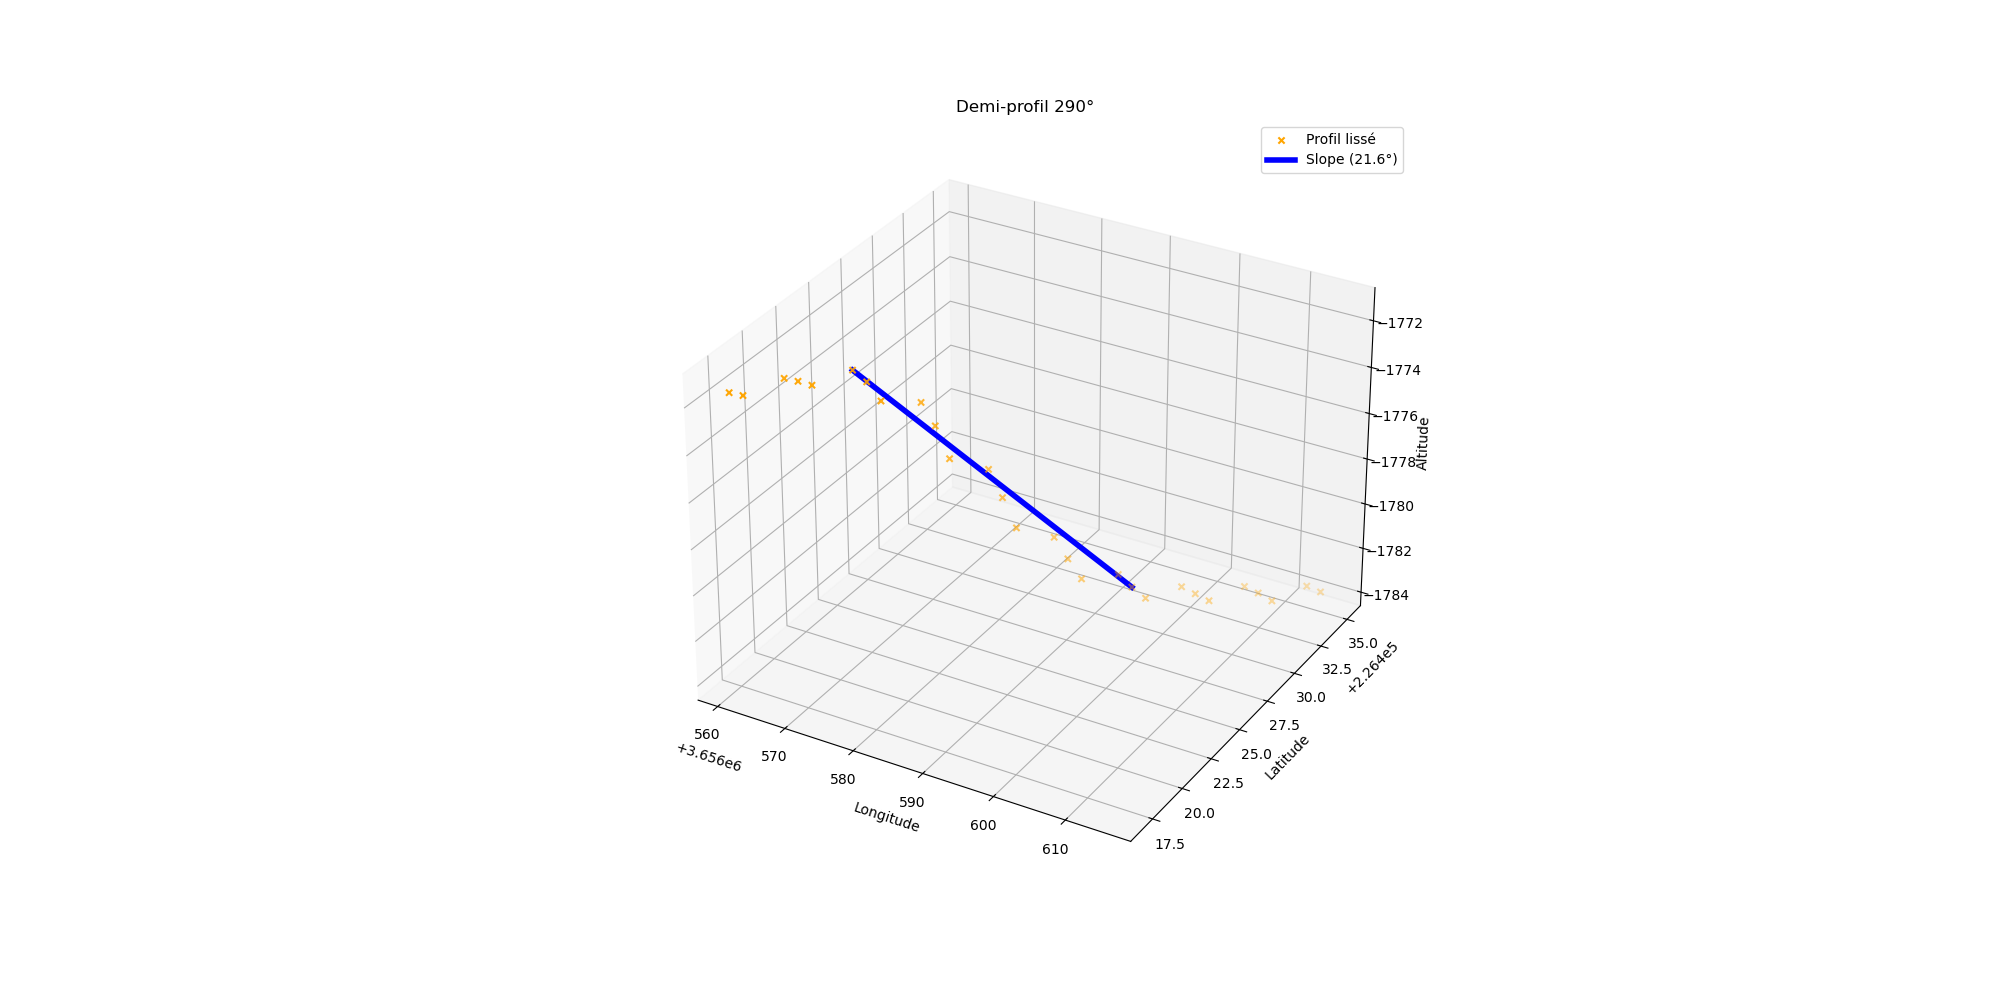 Demi-profil 290°
Profil lissé
Slope (21.6°)
−1772
−1774
−1776
−1778
−1780
−1782
−1784
Altitude
35.0
32.5
30.0
27.5
25.0
22.5
20.0
17.5
+2.264e5
Latitude
560
570
580
590
600
610
+3.656e6
Longitude